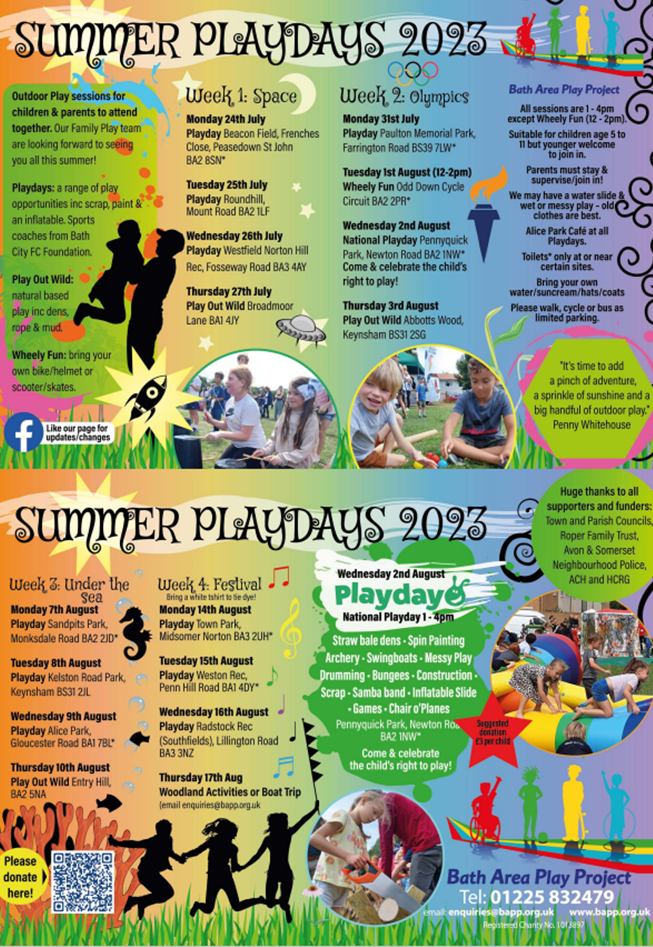 SUMMER PLAYDAYS 2023
Outdoor Play sessions for
children & parents to attend
together. Our Family Play team
are looking forward to seeing
you all this summer!
Playdays: a range of play
opportunities inc scrap, paint &
an inflatable. Sports
coaches from Bath
City FC Foundation.
Play Out Wild:
natural based
play inc dens,
rope & mud.
Wheely Fun: bring your
own bike/helmet or
scooter/skates.
Like our page for
updates/changes
Week 1: Space
Monday 24th July
Playday Beacon Field, Frenches
Close, Peasedown St John
BA2 8SN*
Tuesday 25th July
Playday Roundhill,
Mount Road BA2 1LF
Wednesday 26th July
Playday Westfield Norton Hill
Rec, Fosseway Road BA3 4AY
Thursday 27th July
Play Out Wild Broadmoor
Lane BA1 4JY
Week 2: Olympics
Monday 31st July
Playday Paulton Memorial Park,
Farrington Road BS39 7LW*
Tuesday 1st August (12-2pm)
Wheely Fun Odd Down Cycle
Circuit BA2 2PR*
Wednesday 2nd August
National Playday Pennyquick
Park, Newton Road BA2 1NW*
Come & celebrate the child's
right to play!
Thursday 3rd August
Play Out Wild Abbotts Wood,
Keynsham BS31 2SG
Bath Area Play Project
All sessions are 1 - 4pm
except Wheely Fun (12 - 2pm).
Suitable for children age 5 to
11 but younger welcome
to join in.
Parents must stay &
supervise/join in!
We may have a water slide &
wet or messy play - old
clothes are best.
Alice Park Café at all
Playdays.
Toilets* only at or near
certain sites.
Bring your own
water/suncream/hats/coats
Please walk, cycle or bus as
limited parking.
"It's time to add
a pinch of adventure,
a sprinkle of sunshine and a
big handful of outdoor play."
Penny Whitehouse
SUMMER PLAYDAYS 2023
Huge thanks to all
supporters and funders:
Town and Parish Councils,
Roper Family Trust,
Avon & Somerset
Neighbourhood Police,
ACH and HCRG
Week 3: Under the
sea
Monday 7th August
Playday Sandpits Park,
Monksdale Road BA2 2JD*
Tuesday 8th August
Playday Kelston Road Park,
Keynsham BS31 2JL
Wednesday 9th August
Playday Alice Park,
Gloucester Road BA1 7BL*
Thursday 10th August
Play Out Wild Entry Hill,
BA2 5NA
Please
donate
here!
Week 4: Festival
Bring a white tshirt to tie dye!
Monday 14th August
Playday Town Park,
Midsomer Norton BA3 2UH*
Tuesday 15th August
Playday Weston Rec,
Penn Hill Road BA1 4DY*
Wednesday 16th August
Playday Radstock Rec
(Southfields), Lillington Road
BA3 3NZ
Thursday 17th Aug
Woodland Activities or Boat Trip
(email enquiries@bapp.org.uk
Wednesday 2nd August
Playday
National Playday 1 - 4pm
Straw bale dens • Spin Painting
Archery • Swingboats • Messy Play
Drumming • Bungees • Construction •
Scrap • Samba band • Inflatable Slide
• Games • Chair o'Planes
Pennyquick Park, Newton Roa
BA2 1NW*
Come & celebrate
the child's right to play!
Suggested
donation
£3 per child
Bath Area Play Project
Tel: 01225 832479
email: enquiries@bapp.org.uk www.bapp.org.uk
Registered Charity No. 1013897